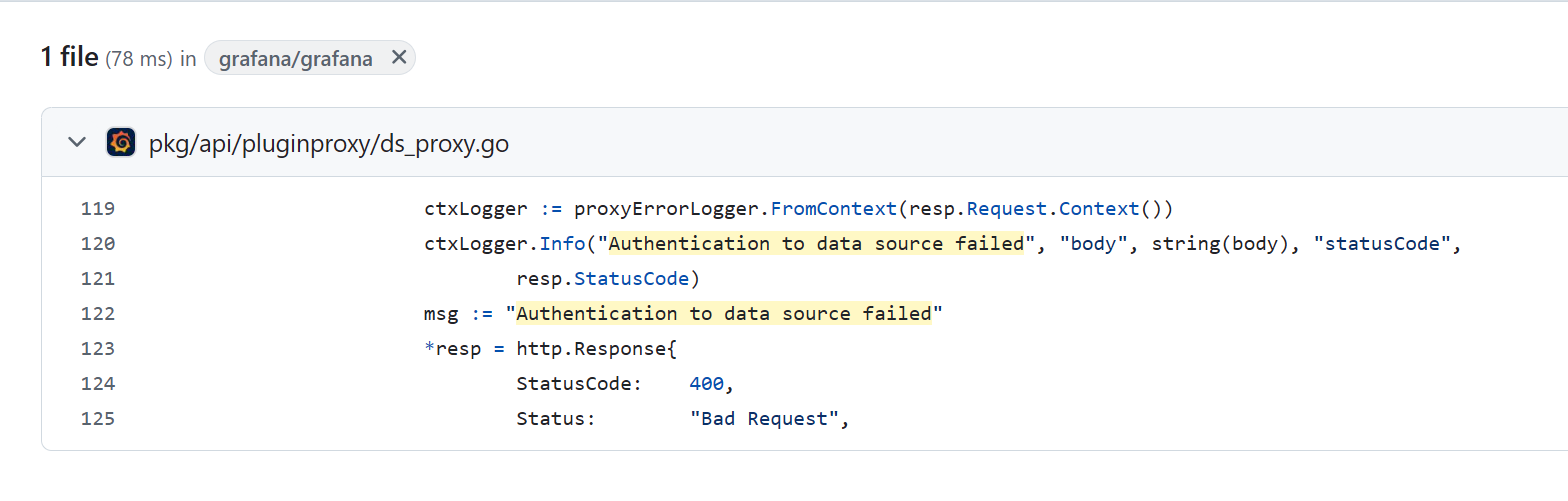 1 file (78 ms) in grafana/grafana ✕
pkg/api/pluginproxy/ds_proxy.go
119 ctxLogger := proxyErrorLogger.FromContext(resp.Request.Context())
120 ctxLogger.Info("Authentication to data source failed", "body", string(body), "statusCode",
121 resp.StatusCode)
122 msg := "Authentication to data source failed"
123 *resp = http.Response{
124 StatusCode: 400,
125 Status: "Bad Request",